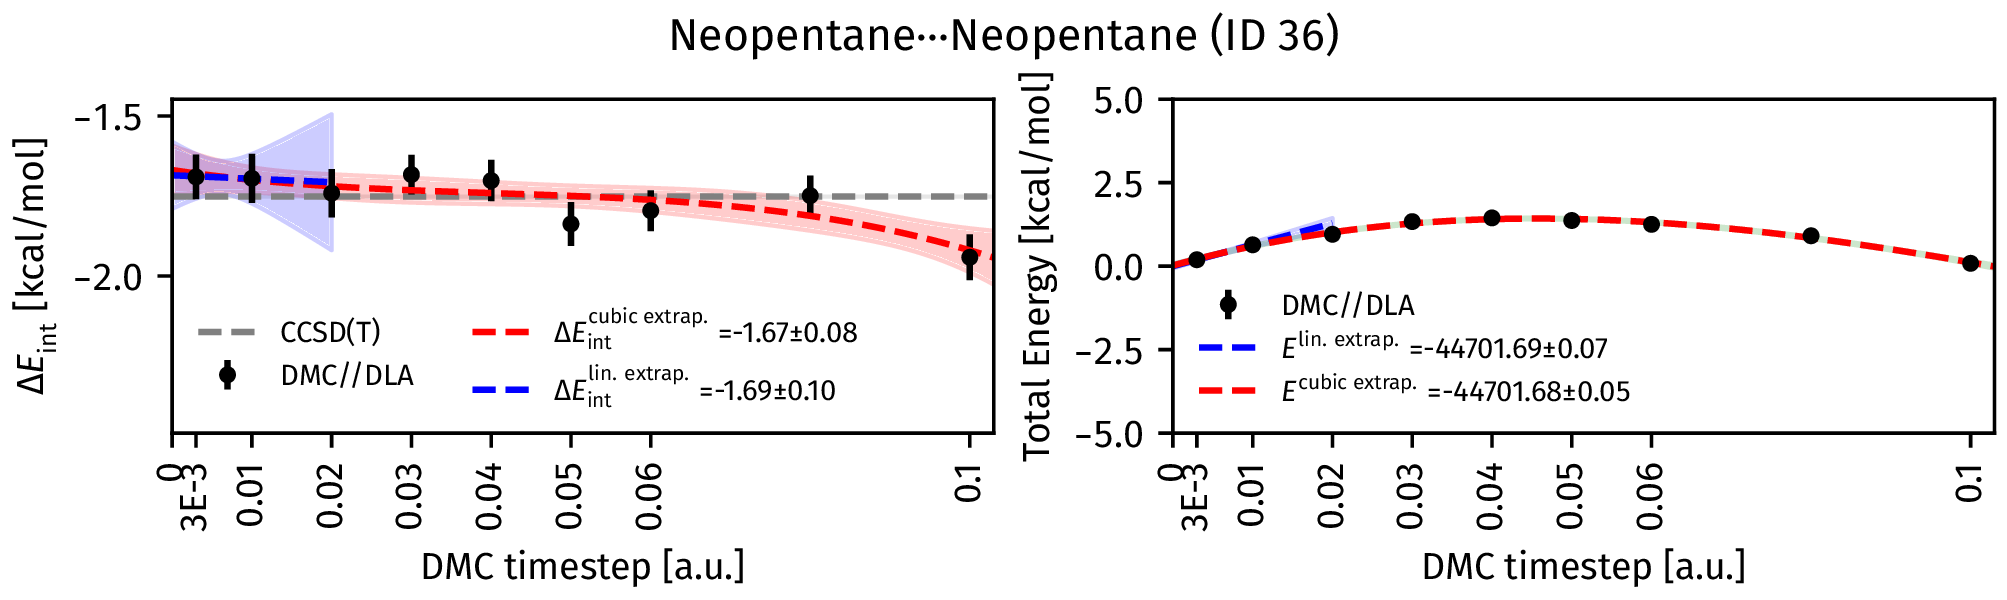 Neopentane···Neopentane (ID 36)
ΔE_int [kcal/mol]
−1.5
−2.0
CCSD(T)
DMC//DLA
ΔE_int^cubic extrap. =-1.67±0.08
ΔE_int^lin. extrap. =-1.69±0.10
0
3E-3
0.01
0.02
0.03
0.04
0.05
0.06
0.1
DMC timestep [a.u.]
Total Energy [kcal/mol]
5.0
2.5
0.0
−2.5
−5.0
DMC//DLA
E^lin. extrap. =-44701.69±0.07
E^cubic extrap. =-44701.68±0.05
0
3E-3
0.01
0.02
0.03
0.04
0.05
0.06
0.1
DMC timestep [a.u.]